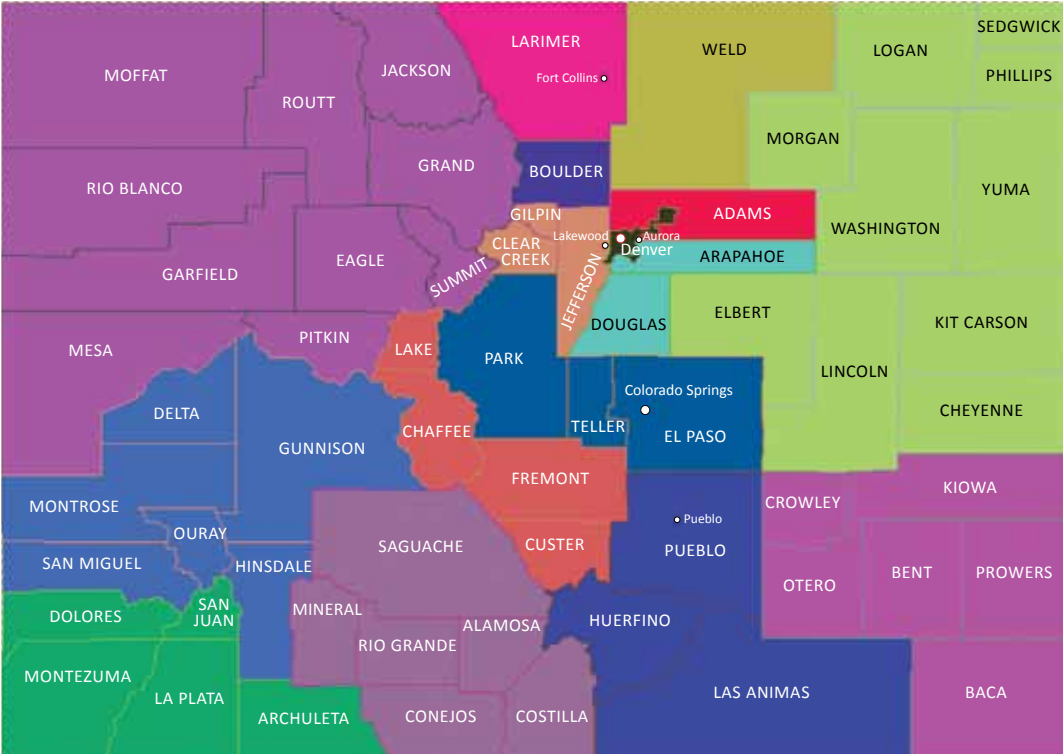 SEDGWICK
LARIMER
WELD
LOGAN
MOFFAT
JACKSON
Fort Collins
PHILLIPS
ROUTT
MORGAN
GRAND
BOULDER
RIO BLANCO
YUMA
GILPIN
ADAMS
WASHINGTON
Lakewood
Aurora
Denver
CLEAR
CREEK
ARAPAHOE
EAGLE
GARFIELD
SUMMIT
JEFFERSON
ELBERT
DOUGLAS
KIT CARSON
PITKIN
MESA
LAKE
PARK
LINCOLN
Colorado Springs
DELTA
CHEYENNE
CHAFFEE
TELLER
EL PASO
GUNNISON
FREMONT
KIOWA
MONTROSE
CROWLEY
Pueblo
OURAY
SAGUACHE
CUSTER
PUEBLO
SAN MIGUEL
HINSDALE
BENT
PROWERS
OTERO
SAN
JUAN
DOLORES
MINERAL
ALAMOSA
HUERFINO
RIO GRANDE
MONTEZUMA
LA PLATA
LAS ANIMAS
BACA
ARCHULETA
CONEJOS
COSTILLA